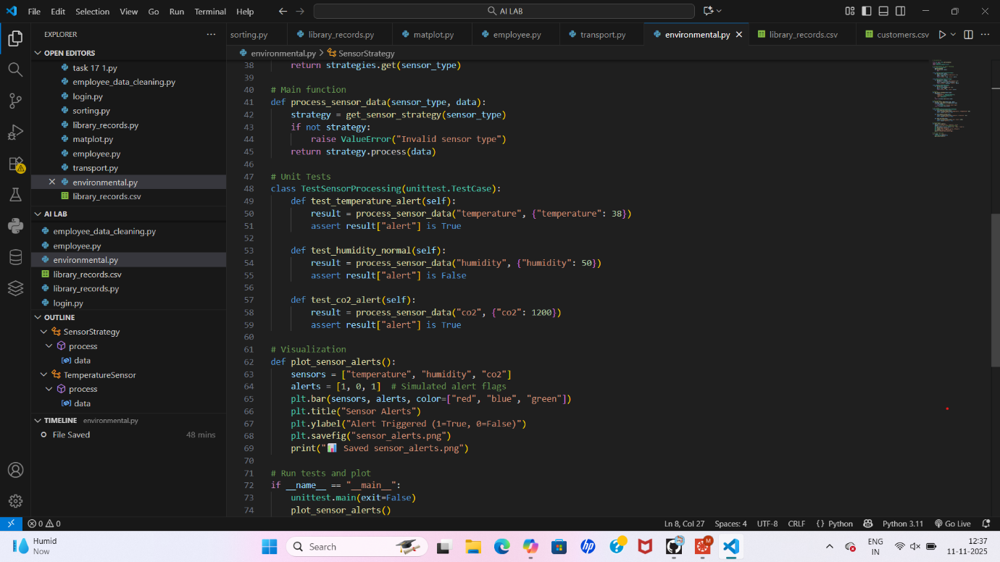 File Edit Selection View Go Run Terminal Help
AI LAB
EXPLORER
OPEN EDITORS
task 17 1.py
employee_data_cleaning.py
login.py
sorting.py
library_records.py
matplot.py
employee.py
transport.py
environmental.py
library_records.csv
AI LAB
employee_data_cleaning.py
employee.py
environmental.py
library_records.csv
library_records.py
login.py
OUTLINE
SensorStrategy
process
data
TemperatureSensor
process
data
TIMELINE environmental.py
File Saved 48 mins
sorting.py library_records.py matplot.py employee.py transport.py environmental.py library_records.csv customers.csv
environmental.py > SensorStrategy
38 return strategies.get(sensor_type)
39
40 # Main function
41 def process_sensor_data(sensor_type, data):
42 strategy = get_sensor_strategy(sensor_type)
43 if not strategy:
44 raise ValueError("Invalid sensor type")
45 return strategy.process(data)
46
47 # Unit Tests
48 class TestSensorProcessing(unittest.TestCase):
49 def test_temperature_alert(self):
50 result = process_sensor_data("temperature", {"temperature": 38})
51 assert result["alert"] is True
52
53 def test_humidity_normal(self):
54 result = process_sensor_data("humidity", {"humidity": 50})
55 assert result["alert"] is False
56
57 def test_co2_alert(self):
58 result = process_sensor_data("co2", {"co2": 1200})
59 assert result["alert"] is True
60
61 # Visualization
62 def plot_sensor_alerts():
63 sensors = ["temperature", "humidity", "co2"]
64 alerts = [1, 0, 1] # Simulated alert flags
65 plt.bar(sensors, alerts, color=["red", "blue", "green"])
66 plt.title("Sensor Alerts")
67 plt.ylabel("Alert Triggered (1=True, 0=False)")
68 plt.savefig("sensor_alerts.png")
69 print("📊 Saved sensor_alerts.png")
70
71 # Run tests and plot
72 if __name__ == "__main__":
73 unittest.main(exit=False)
74 plot_sensor_alerts()
0 0 Ln 8, Col 27 Spaces: 4 UTF-8 CRLF {} Python Python 3.11 Go Live
Humid
Now
Search
hp
M
ENG
IN
12:37
11-11-2025